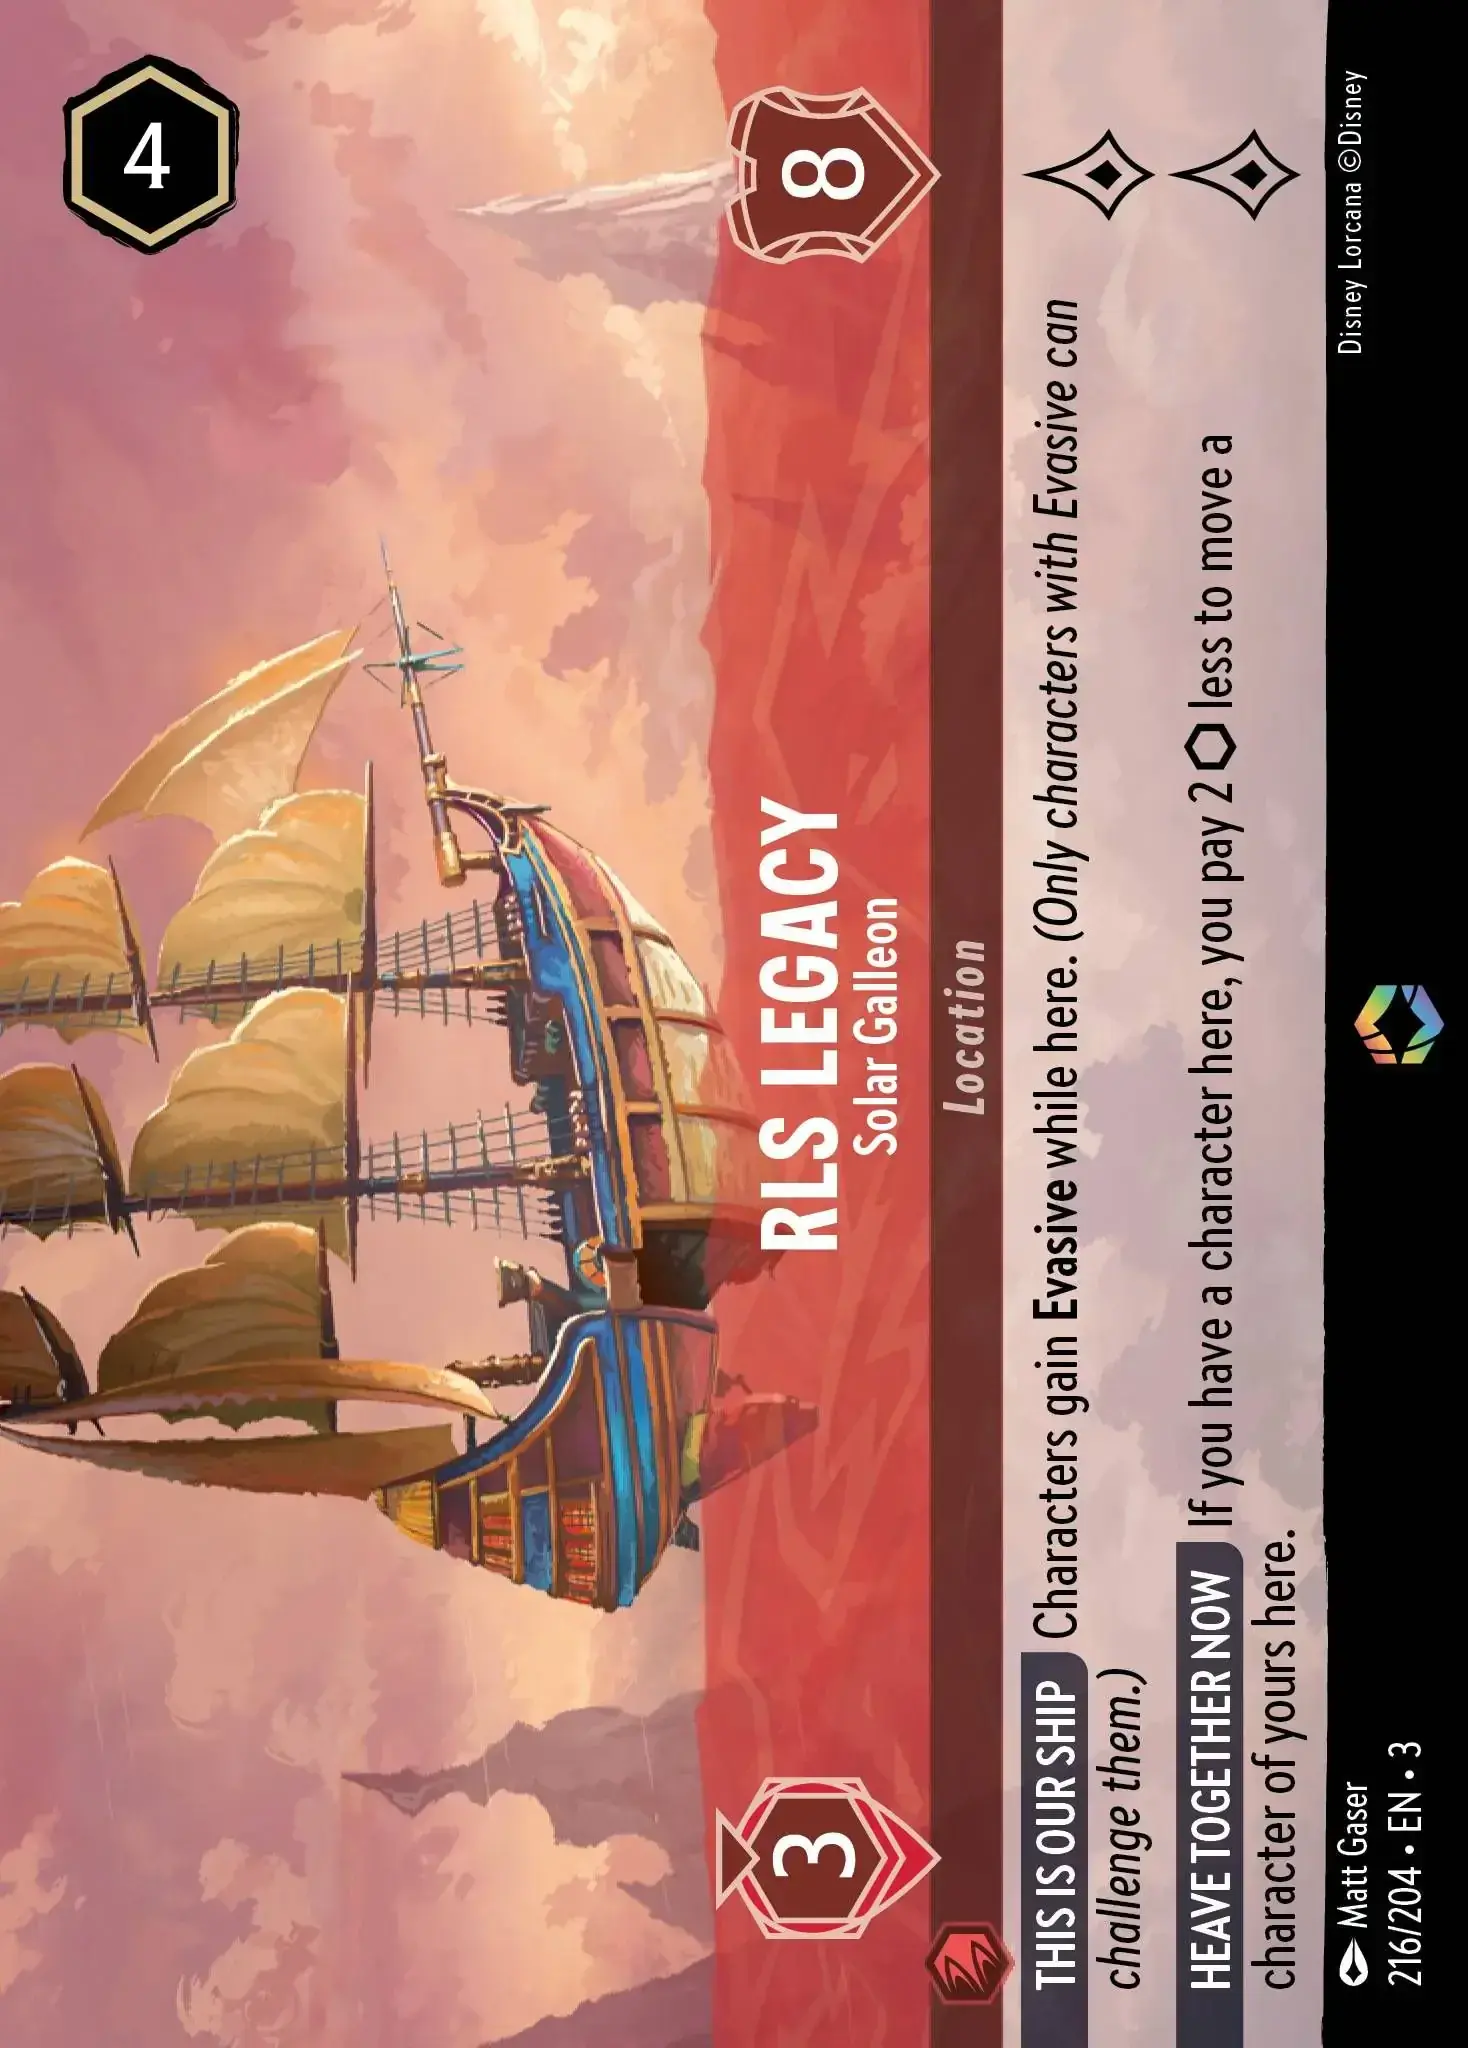 4
RLS LEGACY
Solar Galleon
3
8
Location
THIS IS OUR SHIP Characters gain Evasive while here. (Only characters with Evasive can
challenge them.)
HEAVE TOGETHER NOW If you have a character here, you pay 2 ⬡ less to move a
character of yours here.
Matt Gaser
216/204 • EN • 3
Disney Lorcana ©Disney